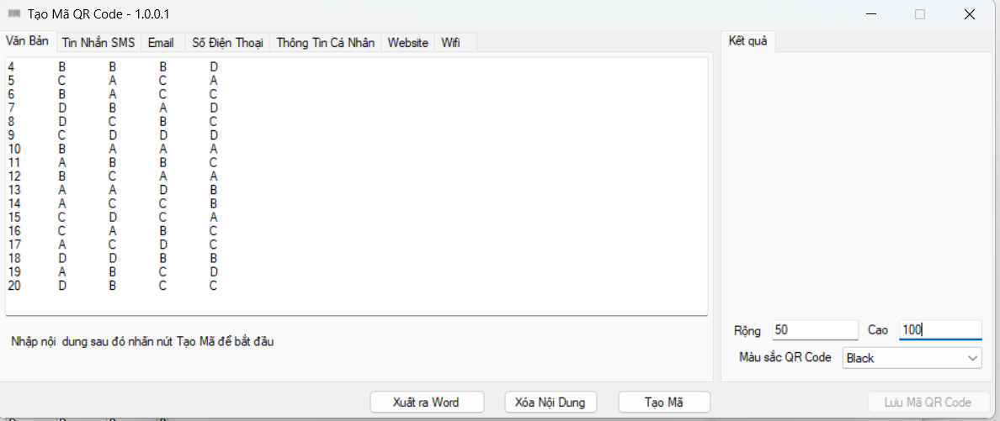 Tạo Mã QR Code - 1.0.0.1
Văn Bản Tin Nhắn SMS Email Số Điện Thoại Thông Tin Cá Nhân Website Wifi
Kết quả
4 B B B D
5 C A C A
6 B A C C
7 D B A D
8 D C B C
9 C D D D
10 B A A A
11 A B B C
12 B C A A
13 A A D B
14 A C C B
15 C D C A
16 C A B C
17 A C D C
18 D D B B
19 A B C D
20 D B C C
Nhập nội dung sau đó nhấn nút Tạo Mã để bắt đầu
Rộng 50 Cao 100
Màu sắc QR Code Black
Xuất ra Word Xóa Nội Dung Tạo Mã Lưu Mã QR Code